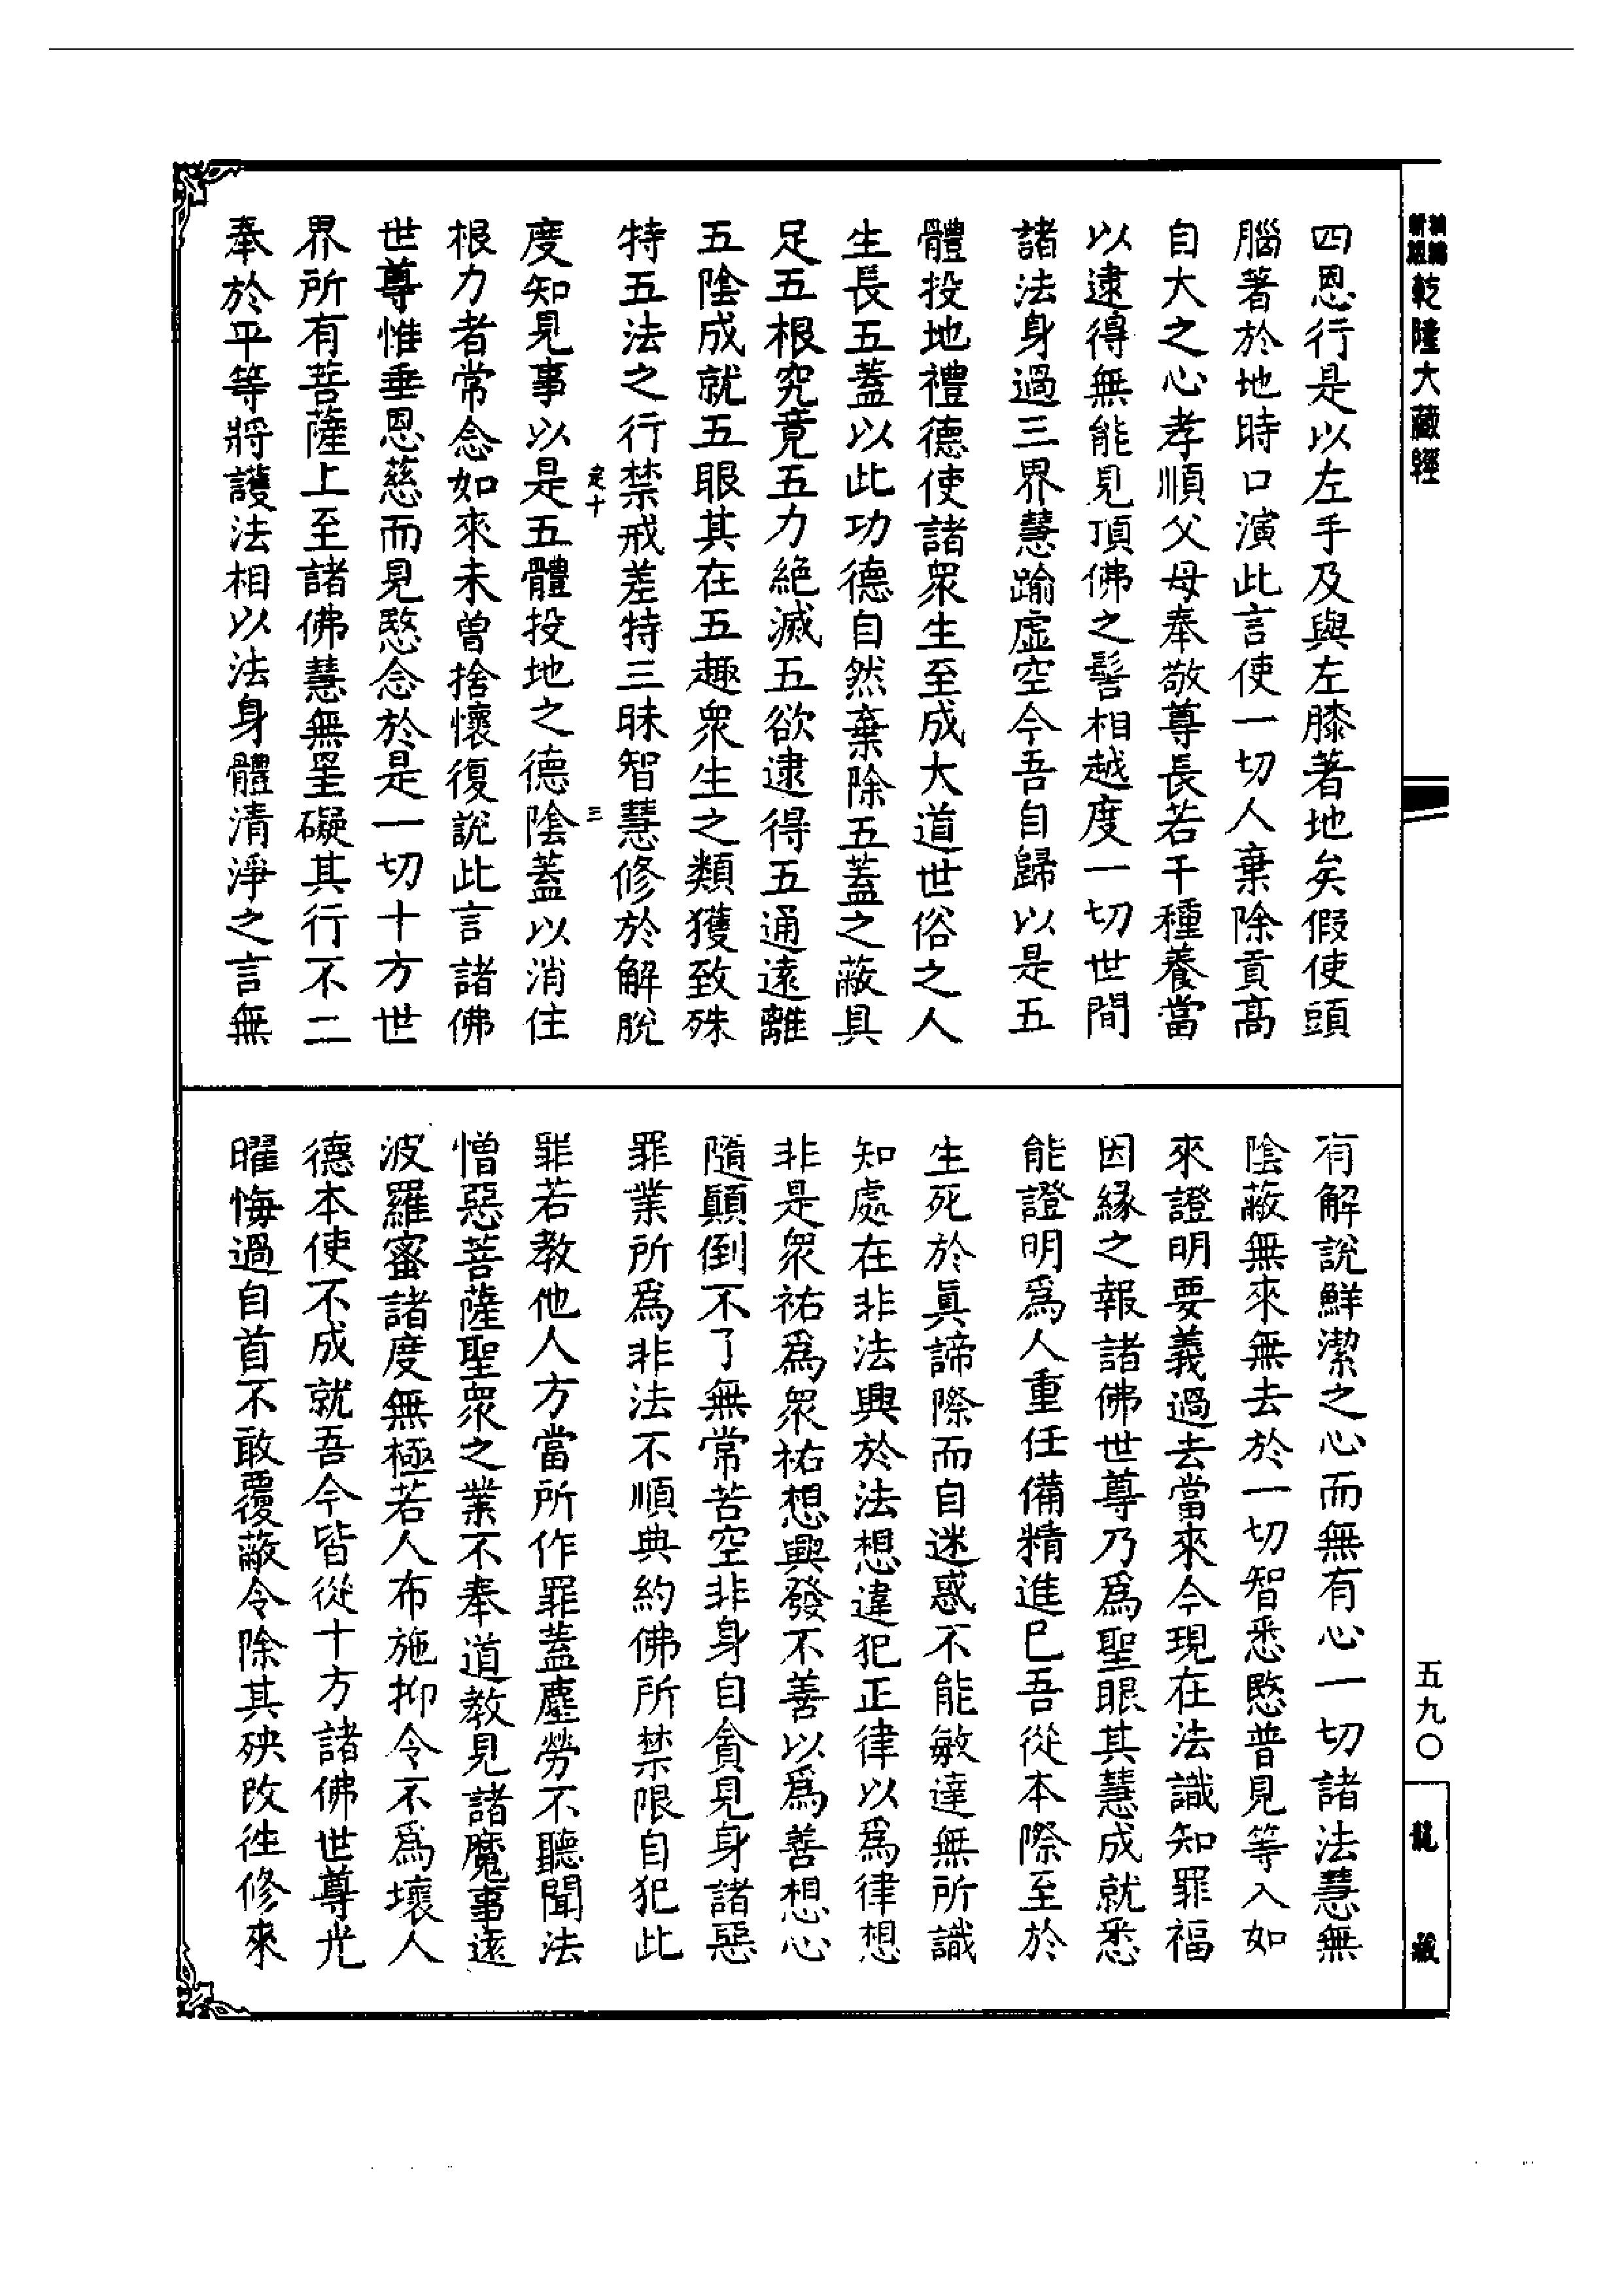 乾隆大藏經
四恩行是以左手及與左膝著地矣假使頭
腦著於地時口演此言使一切人棄除貢高
自大之心孝順父母奉敬尊長若干種養當
以逮得無能見頂佛之髻相越度一切世間
諸法身過三界慧踰虛空今吾自歸以是五
體投地禮德使諸眾生至成大道世俗之人
生長五蓋以此功德自然棄除五蓋之蔽具
足五根究竟五力絕滅五欲逮得五通遠離
五陰成就五眼其在五趣眾生之類獲致殊
特五法之行禁戒差特三昧智慧修於解脫
定十
三
度知見事以是五體投地之德陰蓋以消住
根力者常念如來未曾捨懷復說此言諸佛
世尊惟垂恩慈而見愍念於是一切十方世
界所有菩薩上至諸佛慧無罣礙其行不二
奉於平等將護法相以法身體清淨之言無
有解說鮮潔之心而無有心一切諸法慧無
陰蔽無來無去於一切智悉愍普見等入如
來證明要義過去當來今現在法識知罪福
因緣之報諸佛世尊乃為聖眼其慧成就悉
能證明為人重任備精進已吾從本際至於
生死於真諦際而自迷惑不能敏達無所識
知處在非法興於法想違犯正律以為律想
非是眾祐為眾祐想興發不善以為善想心
隨顛倒不了無常苦空非身自貪見身諸惡
罪業所為非法不順典約佛所禁限自犯此
罪若教他人方當所作罪蓋塵勞不聽聞法
憎惡菩薩聖眾之業不奉道教見諸魔事遠
波羅蜜諸度無極若人布施抑令不為壞人
德本使不成就吾今皆從十方諸佛世尊光
曜悔過自首不敢覆蔽令除其殃改往修來
五九〇
龍藏